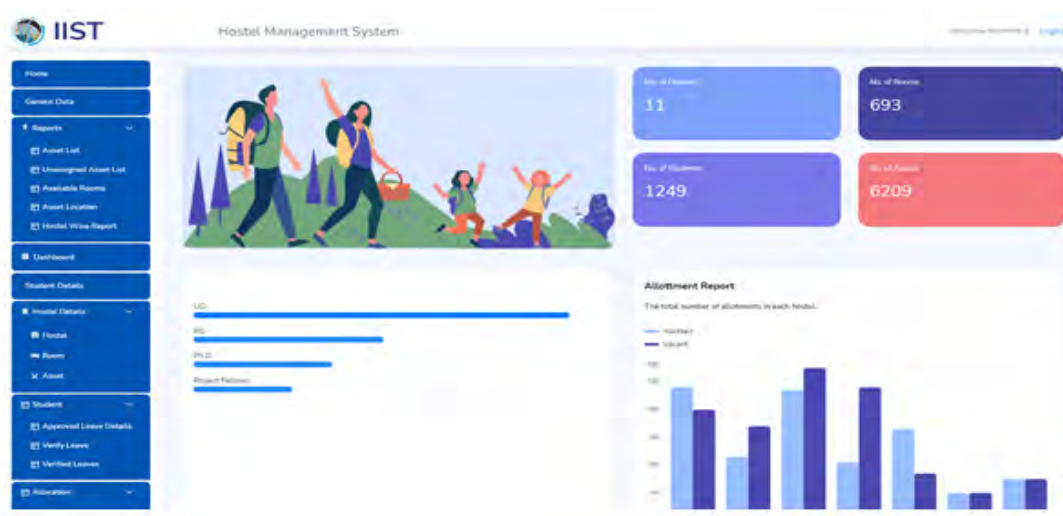 IIST
Hostel Management System
Home
General Data
Reports
Asset List
Unassigned Asset List
Available Rooms
Asset Location
Hostel Wise Report
Dashboard
Student Details
Hostel Details
Hostel
Room
Asset
Student
Approved Leave Details
Verify Leave
Verified Leaves
Allocation
No. of Hostels
11
No. of Rooms
693
No. of Students
1249
No. of Assets
6209
UG
PG
Ph.D.
Project Fellows
Allottment Report
The total number of allotments in each hostel.
Allotted
Vacant